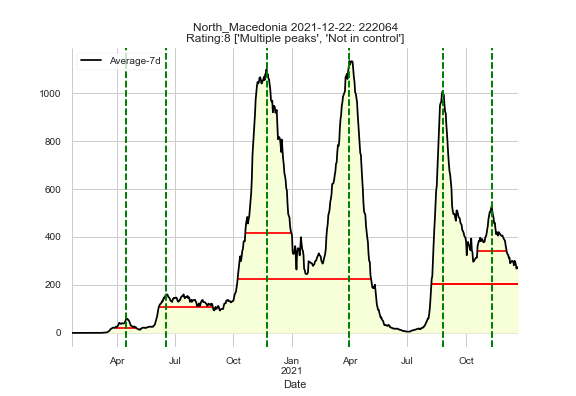 North_Macedonia 2021-12-22: 222064
Rating:8 ['Multiple peaks', 'Not in control']
Average-7d
1000
800
600
400
200
0
Apr Jul Oct Jan Apr Jul Oct
2021
Date